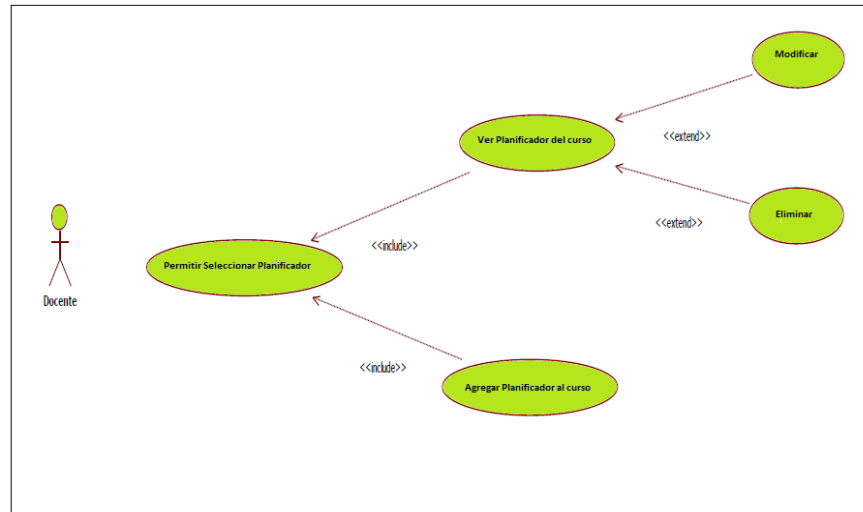 Modificar
Ver Planificador del curso
<<extend>>
Eliminar
<<extend>>
<<include>>
Permitir Seleccionar Planificador
Docente
<<include>>
Agregar Planificador al curso